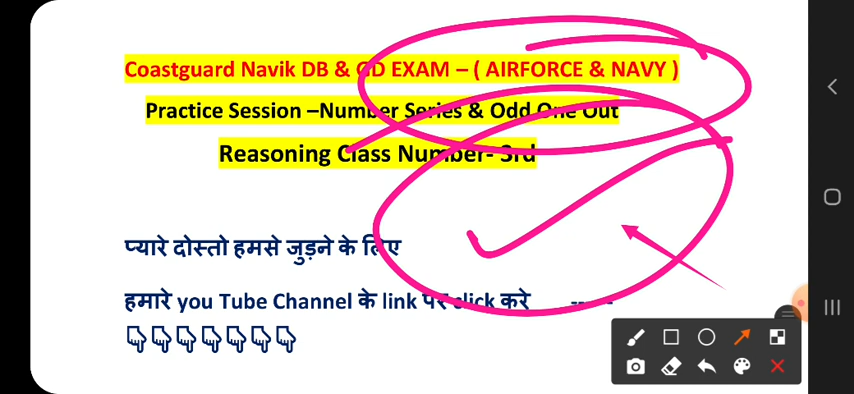 Coastguard Navik DB & GD EXAM – ( AIRFORCE & NAVY )
Practice Session –Number Series & Odd One Out
Reasoning Class Number- 3rd
प्यारे दोस्तो हमसे जुड़ने के लिए
हमारे you Tube Channel के link पर click करे ------